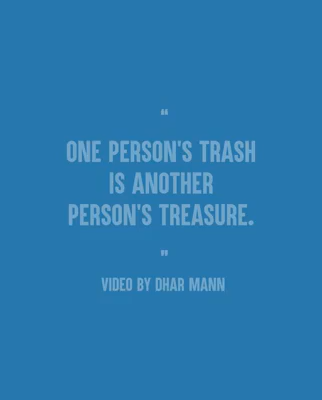 “
ONE PERSON'S TRASH
IS ANOTHER
PERSON'S TREASURE.
”
VIDEO BY DHAR MANN